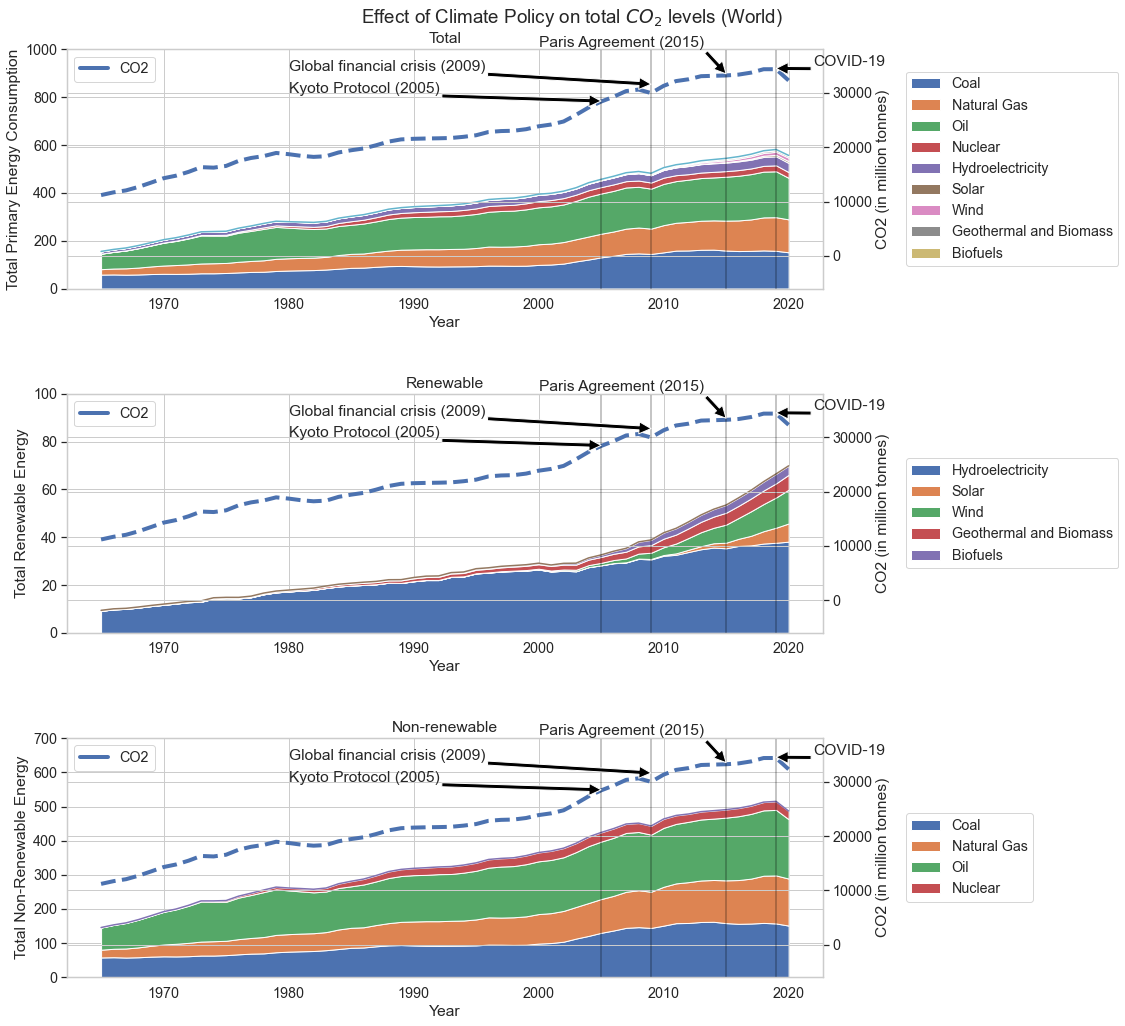 Effect of Climate Policy on total CO2 levels (World)
Total
Paris Agreement (2015)
Global financial crisis (2009)
Kyoto Protocol (2005)
COVID-19
CO2
Total Primary Energy Consumption
1000
800
600
400
200
0
1970
1980
1990
2000
2010
2020
Year
30000
20000
10000
0
CO2 (in million tonnes)
Coal
Natural Gas
Oil
Nuclear
Hydroelectricity
Solar
Wind
Geothermal and Biomass
Biofuels
Renewable
Paris Agreement (2015)
Global financial crisis (2009)
Kyoto Protocol (2005)
COVID-19
CO2
Total Renewable Energy
100
80
60
40
20
0
1970
1980
1990
2000
2010
2020
Year
30000
20000
10000
0
CO2 (in million tonnes)
Hydroelectricity
Solar
Wind
Geothermal and Biomass
Biofuels
Non-renewable
Paris Agreement (2015)
Global financial crisis (2009)
Kyoto Protocol (2005)
COVID-19
CO2
Total Non-Renewable Energy
700
600
500
400
300
200
100
0
1970
1980
1990
2000
2010
2020
Year
30000
20000
10000
0
CO2 (in million tonnes)
Coal
Natural Gas
Oil
Nuclear